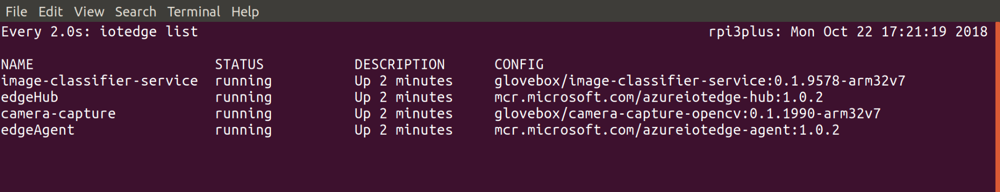 File Edit View Search Terminal Help
Every 2.0s: iotedge list rpi3plus: Mon Oct 22 17:21:19 2018
NAME STATUS DESCRIPTION CONFIG
image-classifier-service running Up 2 minutes glovebox/image-classifier-service:0.1.9578-arm32v7
edgeHub running Up 2 minutes mcr.microsoft.com/azureiotedge-hub:1.0.2
camera-capture running Up 2 minutes glovebox/camera-capture-opencv:0.1.1990-arm32v7
edgeAgent running Up 2 minutes mcr.microsoft.com/azureiotedge-agent:1.0.2